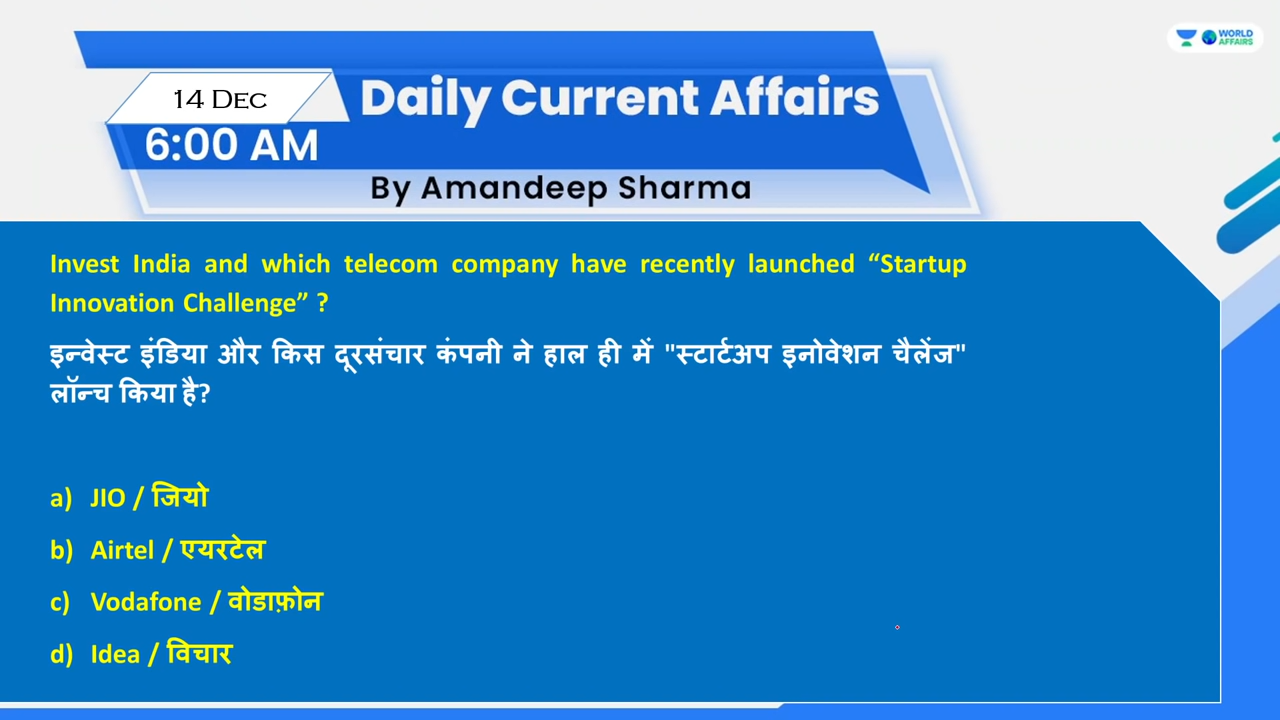 WORLD
AFFAIRS
14 DEC
Daily Current Affairs
6:00 AM
By Amandeep Sharma
Invest India and which telecom company have recently launched “Startup
Innovation Challenge” ?
इन्वेस्ट इंडिया और किस दूरसंचार कंपनी ने हाल ही में "स्टार्टअप इनोवेशन चैलेंज"
लॉन्च किया है?
a) JIO / जियो
b) Airtel / एयरटेल
c) Vodafone / वोडाफ़ोन
d) Idea / विचार